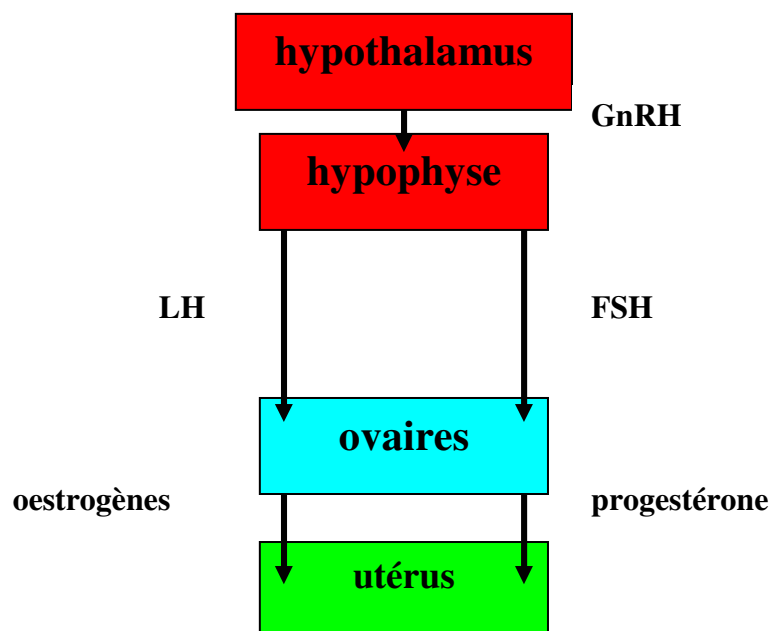 hypothalamus
GnRH
hypophyse
LH
FSH
ovaires
oestrogènes
progestérone
utérus